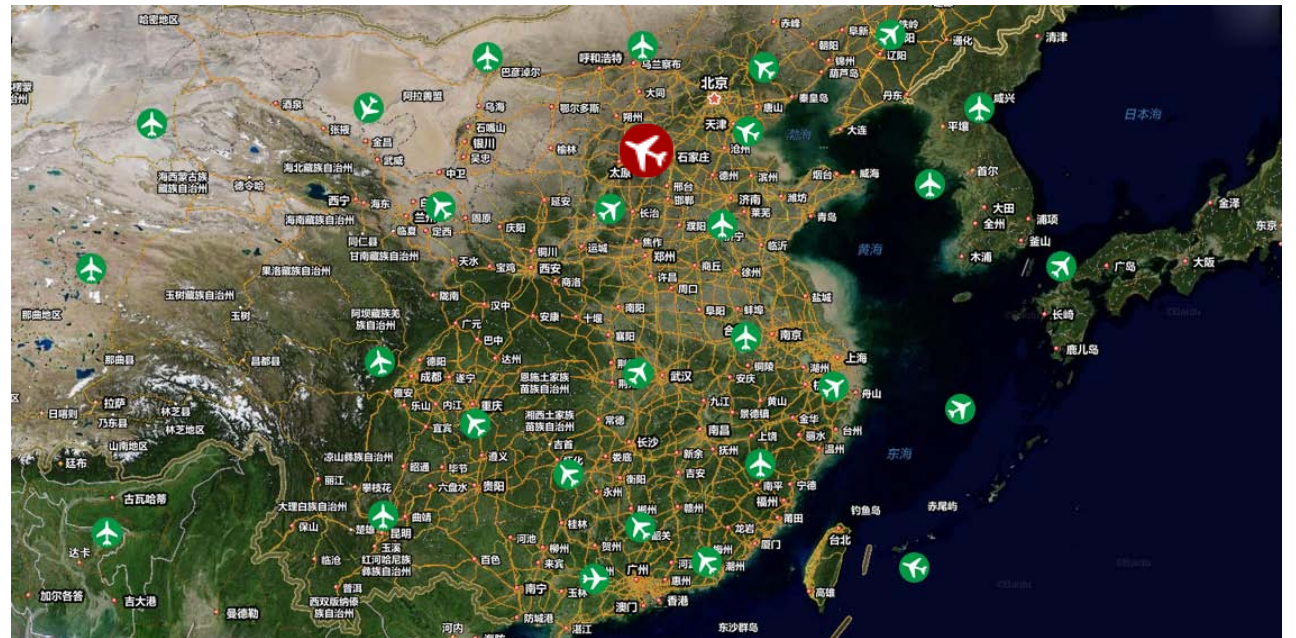 哈密地区
赤峰
铁岭
阜新
通化
清津
朝阳
辽阳
呼和浩特
乌兰察布
锦州
葫芦岛
巴彦淖尔
北京
大同
鄂尔多斯
阿拉善盟
酒泉
乌海
秦皇岛
唐山
丹东
咸兴
日本海
平壤
朔州
天津
渤海
大连
张掖
石嘴山
金昌
银川
吴忠
武威
榆林
石家庄
沧州
太原
海北藏族自治州
中卫
海西蒙古族
藏族自治州
德令哈
首尔
德州
滨州
烟台
威海
邢台
邯郸
济南
莱芜
潍坊
青岛
西宁
海东
海南藏族自治州
延安
长治
濮阳
大田
全州
浦项
釜山
金泽
东京
临夏
定西
固原
庆阳
同仁县
甘南藏族自治州
铜川
运城
焦作
郑州
临沂
黄海
木浦
广岛
大阪
天水
宝鸡
西安
商洛
许昌
商丘
徐州
周口
果洛藏族自治州
玉树藏族自治州
玉树
陇南
汉中
安康
十堰
南阳
阜阳
蚌埠
盐城
那曲地区
阿坝藏族羌
族自治州
广元
巴中
襄阳
南京
长崎
鹿儿岛
那曲县
昌都县
德阳
达州
成都
遂宁
恩施土家族
苗族自治州
武汉
铜陵
安庆
湖州
上海
舟山
日喀则
拉萨
乃东县
山南地区
林芝县
林芝地区
雅安
乐山
内江
重庆
宜宾
湘西土家族
苗族自治州
常德
九江
黄山
景德镇
金华
台州
丽水
温州
廷布
凉山彝族自治州
昭通
毕节
遵义
吉首
长沙
娄底
南昌
新余
抚州
上饶
东海
丽江
攀枝花
六盘水
贵阳
衡阳
永州
吉安
南平
宁德
古瓦哈蒂
大理白族自治州
保山
楚雄
曲靖
昆明
玉溪
桂林
郴州
赣州
福州
莆田
钓鱼岛
赤尾屿
达卡
临沧
红河哈尼族
彝族自治州
百色
河池
柳州
来宾
贺州
韶关
龙岩
厦门
台北
梅州
潮州
加尔各答
吉大港
曼德勒
普洱
西双版纳傣
族自治州
南宁
玉林
广州
惠州
香港
澳门
高雄
河内
防城港
湛江
东沙群岛